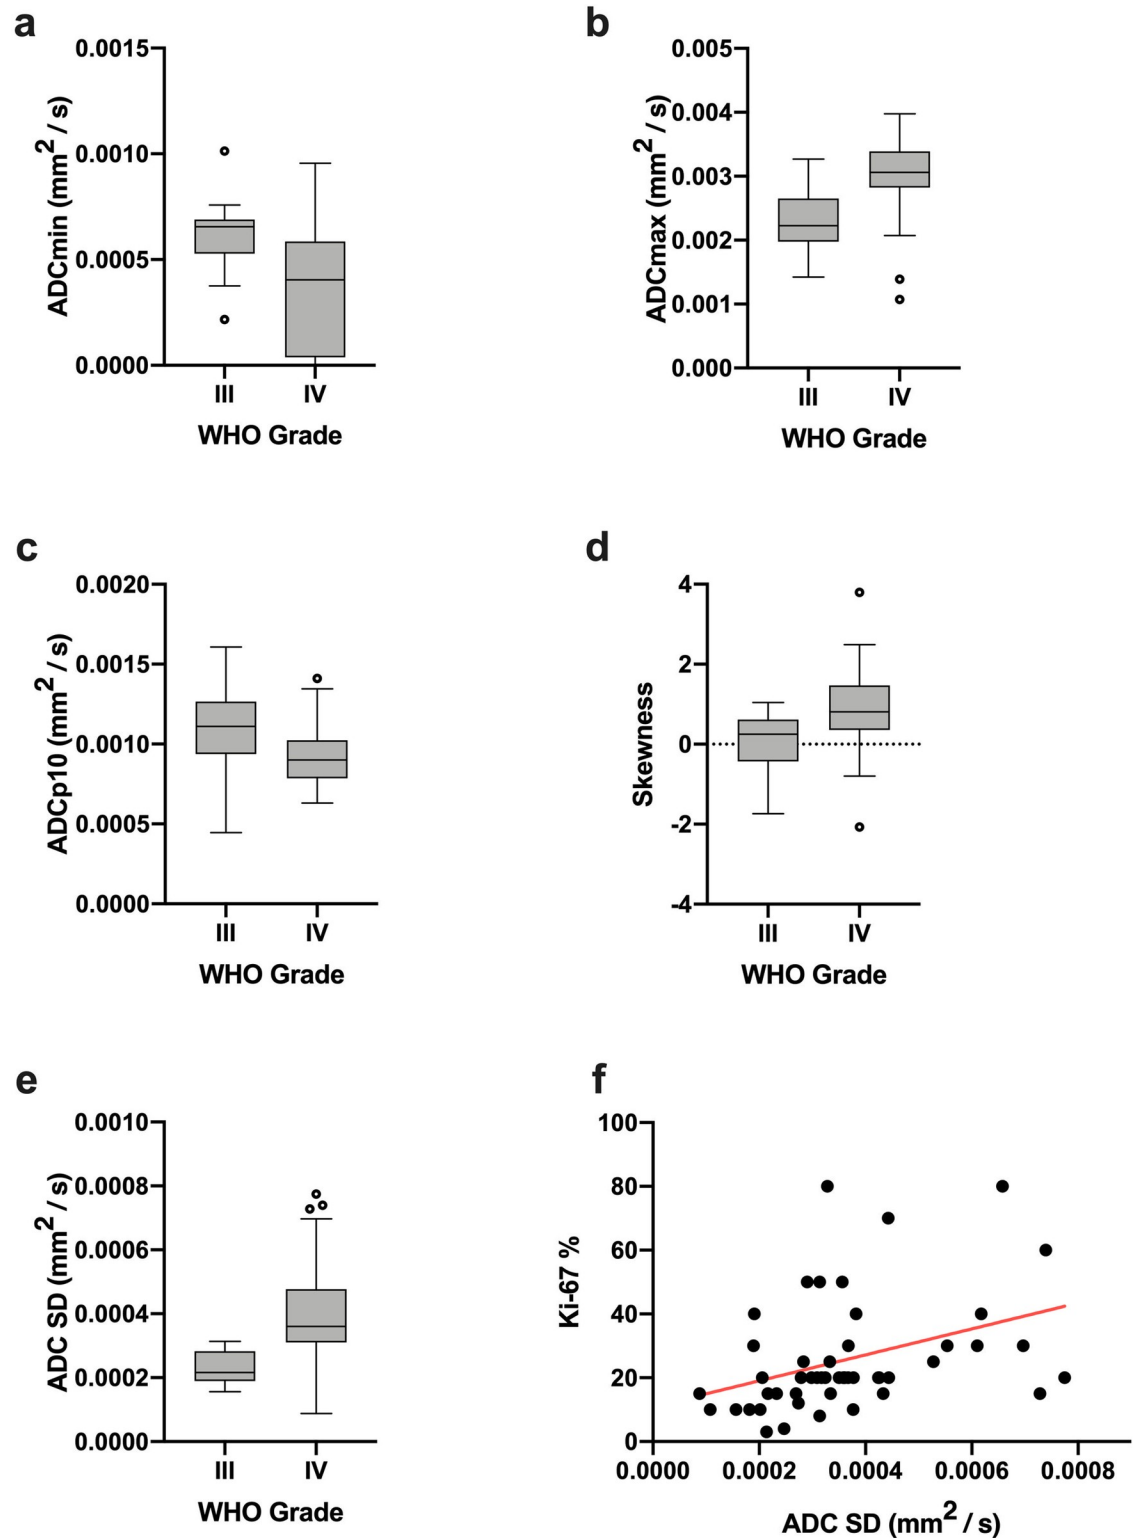 a
0.0015
0.0010
0.0005
0.0000
ADCmin (mm2 / s)
III IV
WHO Grade
b
0.005
0.004
0.003
0.002
0.001
0.000
ADCmax (mm2 / s)
III IV
WHO Grade
c
0.0020
0.0015
0.0010
0.0005
0.0000
ADCp10 (mm2 / s)
III IV
WHO Grade
d
4
2
0
-2
-4
Skewness
III IV
WHO Grade
e
0.0010
0.0008
0.0006
0.0004
0.0002
0.0000
ADC SD (mm2 / s)
III IV
WHO Grade
f
100
80
60
40
20
0
Ki-67 %
0.0000 0.0002 0.0004 0.0006 0.0008
ADC SD (mm2 / s)